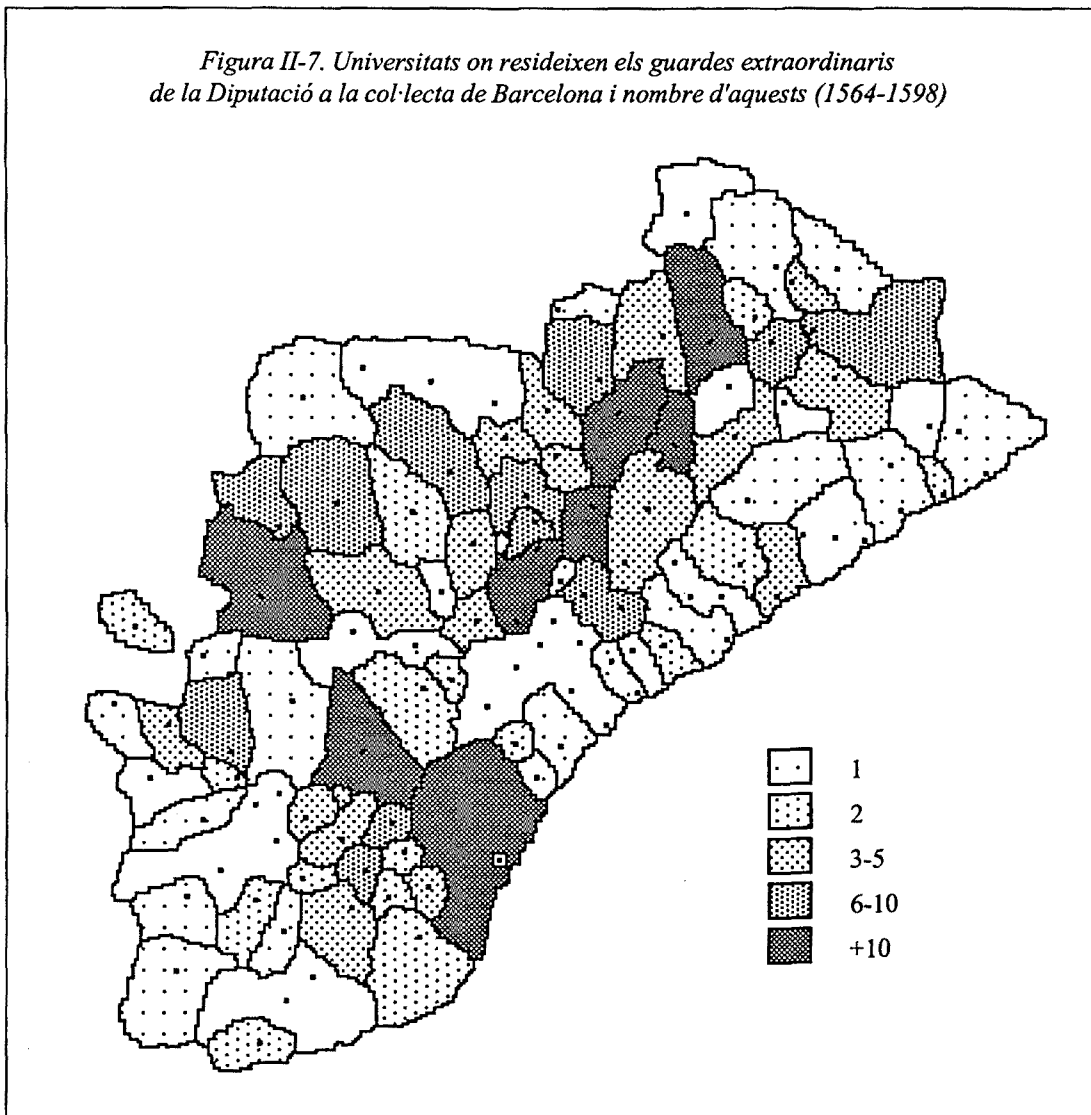 Figura II-7. Universitats on resideixen els guardes extraordinaris
de la Diputació a la col·lecta de Barcelona i nombre d'aquests (1564-1598)
1
2
3-5
6-10
+10